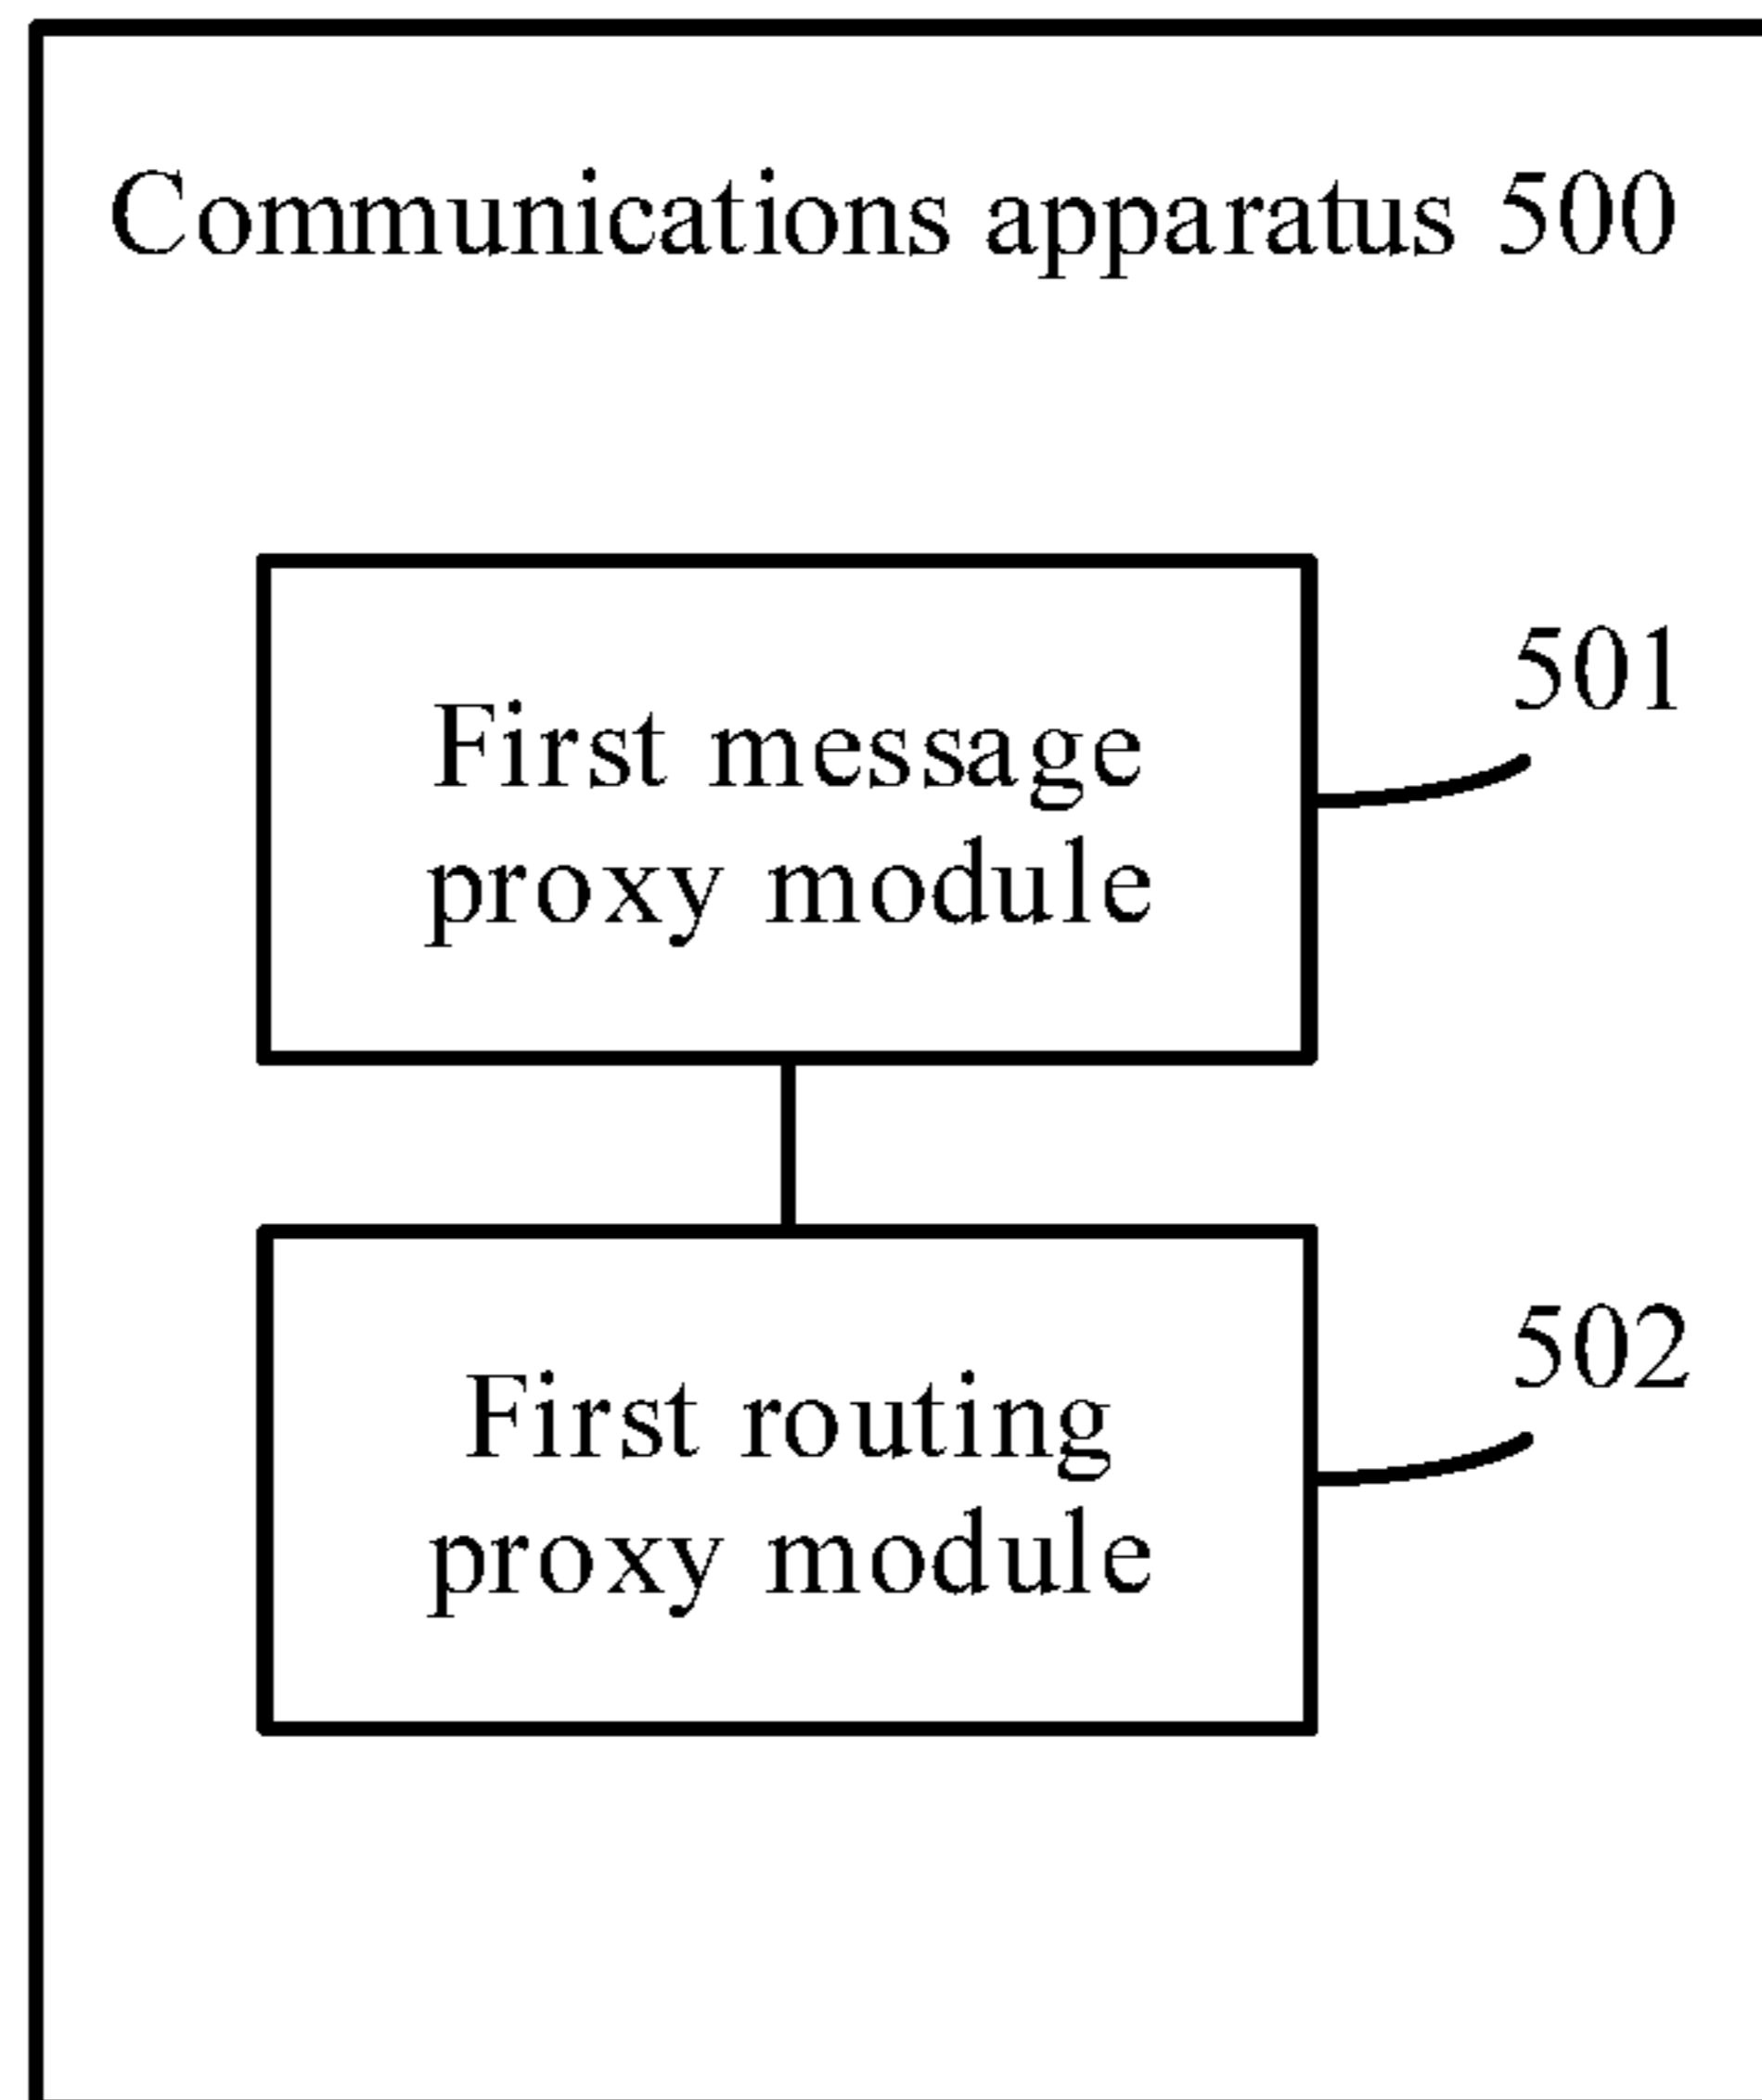 Communications apparatus 500
501
First message
proxy module
502
First routing
proxy module